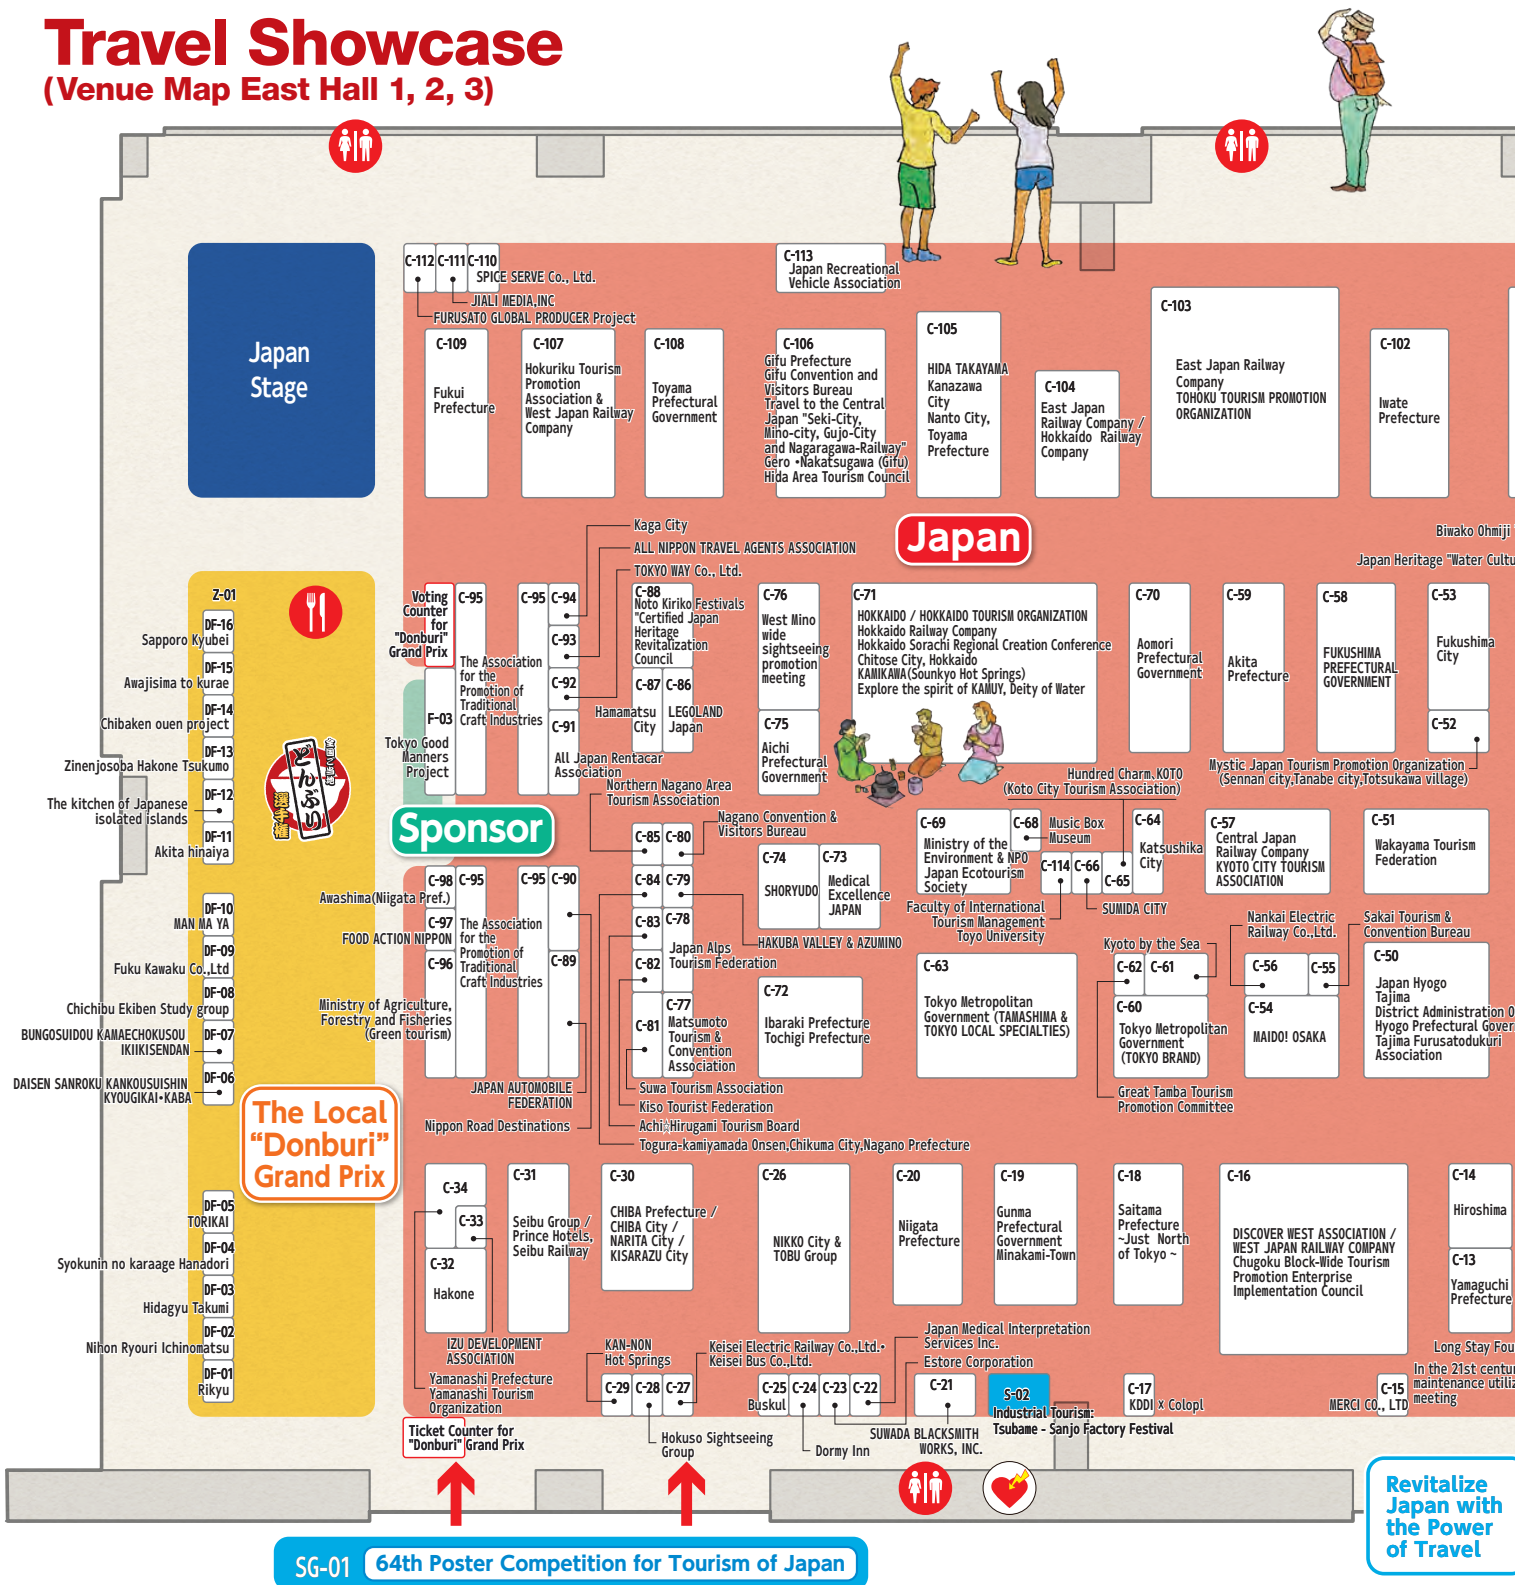 Travel Showcase
(Venue Map East Hall 1, 2, 3)
Japan
Stage
C-112
C-111
C-110
SPICE SERVE Co., Ltd.
JIALI MEDIA,INC
FURUSATO GLOBAL PRODUCER Project
C-113
Japan Recreational
Vehicle Association
C-109
Fukui
Prefecture
C-107
Hokuriku Tourism
Promotion
Association &
West Japan Railway
Company
C-108
Toyama
Prefectural
Government
C-106
Gifu Prefecture
Gifu Convention and
Visitors Bureau
Travel to the Central
Japan "Seki-City,
Mino-city, Gujo-City
and Nagaragawa-Railway"
Gero •Nakatsugawa (Gifu)
Hida Area Tourism Council
C-105
HIDA TAKAYAMA
Kanazawa
City
Nanto City,
Toyama
Prefecture
C-104
East Japan
Railway Company /
Hokkaido Railway
Company
C-103
East Japan Railway
Company
TOHOKU TOURISM PROMOTION
ORGANIZATION
C-102
Iwate
Prefecture
Japan
Biwako Ohmiji
Japan Heritage "Water Cultu
Kaga City
ALL NIPPON TRAVEL AGENTS ASSOCIATION
TOKYO WAY Co., Ltd.
Z-01
DF-16
Sapporo Kyubei
DF-15
Awajisima to kurae
DF-14
Chibaken ouen project
DF-13
Zinenjosoba Hakone Tsukumo
DF-12
The kitchen of Japanese
isolated islands
DF-11
Akita hinaiya
全国ご当地
どんぶり
選手権
Voting
Counter
for
"Donburi"
Grand Prix
C-95
The Association
for the
Promotion of
Traditional
Craft Industries
C-95
C-94
C-93
C-92
C-91
All Japan Rentacar
Association
F-03
Tokyo Good
Manners
Project
C-88
Noto Kiriko Festivals
"Certified Japan
Heritage
Revitalization
Council
C-87
Hamamatsu
City
C-86
LEGOLAND
Japan
C-76
West Mino
wide
sightseeing
promotion
meeting
C-75
Aichi
Prefectural
Government
C-71
HOKKAIDO / HOKKAIDO TOURISM ORGANIZATION
Hokkaido Railway Company
Hokkaido Sorachi Regional Creation Conference
Chitose City, Hokkaido
KAMIKAWA(Sounkyo Hot Springs)
Explore the spirit of KAMUY, Deity of Water
C-70
Aomori
Prefectural
Government
C-59
Akita
Prefecture
C-58
FUKUSHIMA
PREFECTURAL
GOVERNMENT
C-53
Fukushima
City
C-52
Mystic Japan Tourism Promotion Organization
(Sennan city,Tanabe city,Totsukawa village)
Hundred Charm.KOTO
(Koto City Tourism Association)
Northern Nagano Area
Tourism Association
Nagano Convention &
Visitors Bureau
Sponsor
C-85
C-80
C-84
C-79
C-83
C-78
Japan Alps
Tourism Federation
C-82
C-81
C-77
Matsumoto
Tourism &
Convention
Association
C-74
SHORYUDO
C-73
Medical
Excellence
JAPAN
HAKUBA VALLEY & AZUMINO
C-69
Ministry of the
Environment & NPO
Japan Ecotourism
Society
C-68
Music Box
Museum
C-64
Katsushika
City
C-114
C-66
C-65
SUMIDA CITY
Faculty of International
Tourism Management
Toyo University
C-57
Central Japan
Railway Company
KYOTO CITY TOURISM
ASSOCIATION
C-51
Wakayama Tourism
Federation
C-98
Awashima(Niigata Pref.)
C-97
FOOD ACTION NIPPON
C-96
Ministry of Agriculture,
Forestry and Fisheries
(Green tourism)
C-95
The Association
for the
Promotion of
Traditional
Craft Industries
C-95
C-90
C-89
JAPAN AUTOMOBILE
FEDERATION
Nippon Road Destinations
Suwa Tourism Association
Kiso Tourist Federation
Achi☆Hirugami Tourism Board
Togura-kamiyamada Onsen,Chikuma City,Nagano Prefecture
C-72
Ibaraki Prefecture
Tochigi Prefecture
C-63
Tokyo Metropolitan
Government (TAMASHIMA &
TOKYO LOCAL SPECIALTIES)
Kyoto by the Sea
C-62
C-61
C-60
Tokyo Metropolitan
Government
(TOKYO BRAND)
Great Tamba Tourism
Promotion Committee
Nankai Electric
Railway Co.,Ltd.
Sakai Tourism &
Convention Bureau
C-56
C-55
C-54
MAIDO! OSAKA
C-50
Japan Hyogo
Tajima
District Administration O
Hyogo Prefectural Gover
Tajima Furusatodukuri
Association
DF-10
MAN MA YA
DF-09
Fuku Kawaku Co.,Ltd
DF-08
Chichibu Ekiben Study group
DF-07
BUNGOSUIDOU KAMAECHOKUSOU
IKIIKISENDAN
DF-06
DAISEN SANROKU KANKOUSUISHIN
KYOUGIKAI•KABA
The Local
"Donburi"
Grand Prix
DF-05
TORIKAI
DF-04
Syokunin no karaage Hanadori
DF-03
Hidagyu Takumi
DF-02
Nihon Ryouri Ichinomatsu
DF-01
Rikyu
C-34
C-33
C-32
Hakone
IZU DEVELOPMENT
ASSOCIATION
Yamanashi Prefecture
Yamanashi Tourism
Organization
C-31
Seibu Group /
Prince Hotels,
Seibu Railway
C-30
CHIBA Prefecture /
CHIBA City /
NARITA City /
KISARAZU City
C-26
NIKKO City &
TOBU Group
C-20
Niigata
Prefecture
C-19
Gunma
Prefectural
Government
Minakami-Town
C-18
Saitama
Prefecture
~Just North
of Tokyo ~
C-16
DISCOVER WEST ASSOCIATION /
WEST JAPAN RAILWAY COMPANY
Chugoku Block-Wide Tourism
Promotion Enterprise
Implementation Council
C-14
Hiroshima
C-13
Yamaguchi
Prefecture
KAN-NON
Hot Springs
Keisei Electric Railway Co.,Ltd.•
Keisei Bus Co.,Ltd.
Japan Medical Interpretation
Services Inc.
Estore Corporation
Long Stay Fou
In the 21st centur
maintenance utiliz
meeting
C-29
C-28
C-27
Hokuso Sightseeing
Group
C-25
Buskul
C-24
C-23
C-22
Dormy Inn
C-21
SUWADA BLACKSMITH
WORKS, INC.
S-02
Industrial Tourism:
Tsubame - Sanjo Factory Festival
C-17
KDDI × Colopl
C-15
MERCI CO., LTD
Ticket Counter for
"Donburi" Grand Prix
SG-01
64th Poster Competition for Tourism of Japan
Revitalize
Japan with
the Power
of Travel